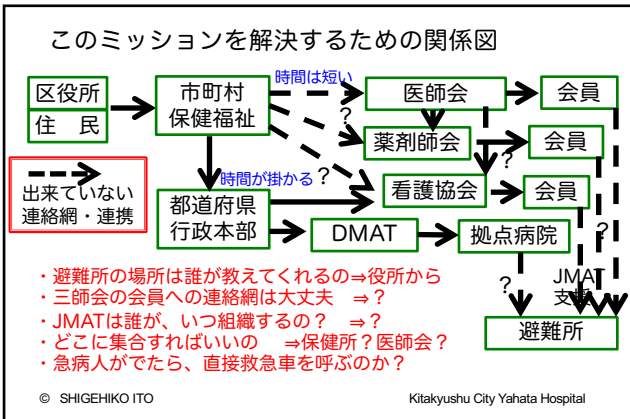 このミッションを解決するための関係図
区役所
住　民
市町村
保健福祉
時間は短い
医師会
会員
?
薬剤師会
会員
?
出来ていない
連絡網・連携
時間が掛かる
?
看護協会
会員
都道府県
行政本部
DMAT
拠点病院
?
?
JMAT
支援
避難所
・避難所の場所は誰が教えてくれるの⇒役所から
・三師会の会員への連絡網は大丈夫　⇒？
・JMATは誰が、いつ組織するの？　⇒？
・どこに集合すればいいの　⇒保健所？医師会？
・急病人がでたら、直接救急車を呼ぶのか？
© SHIGEHIKO ITO
Kitakyushu City Yahata Hospital